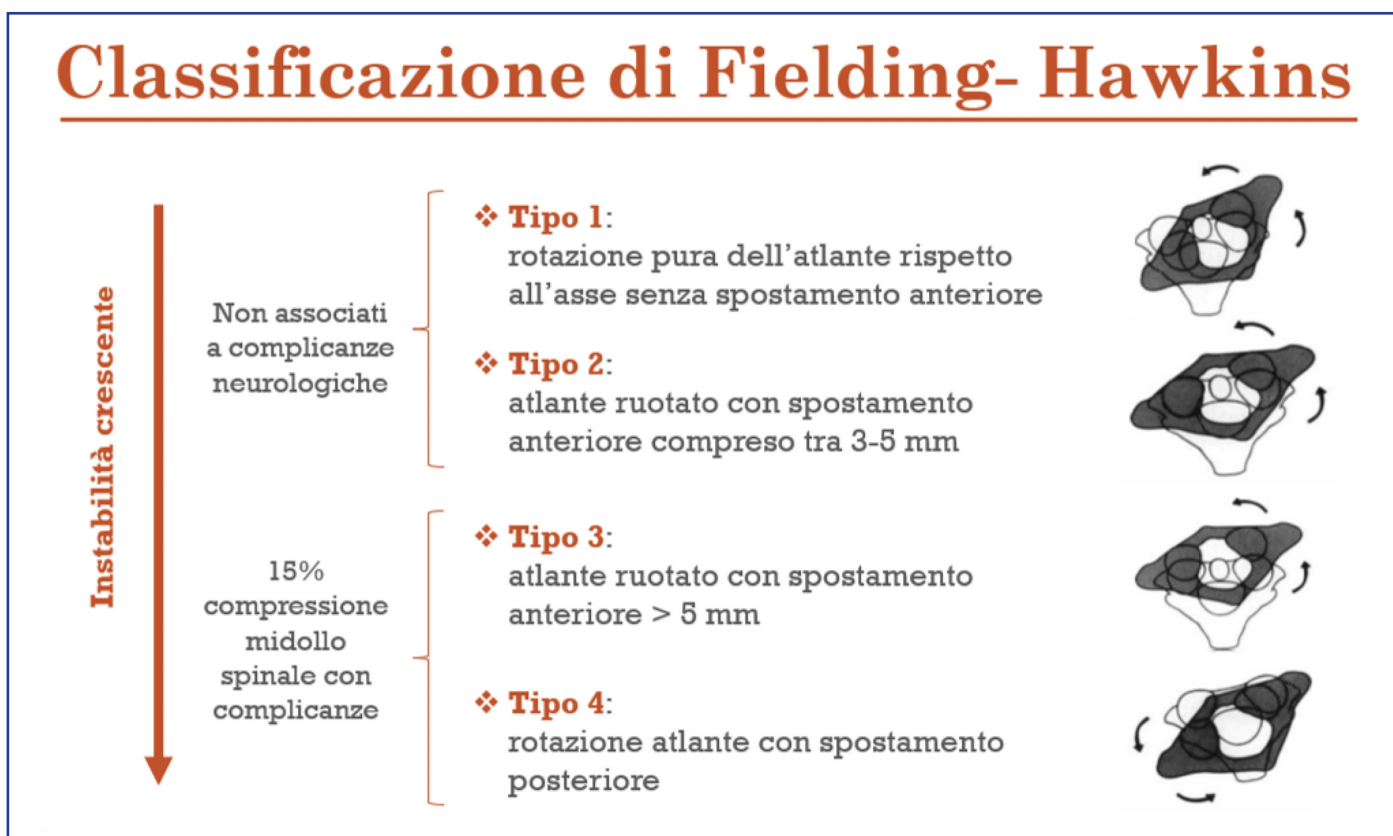 Classificazione di Fielding- Hawkins
Instabilità crescente
Non associati
a complicanze
neurologiche
❖ Tipo 1:
rotazione pura dell'atlante rispetto
all'asse senza spostamento anteriore
❖ Tipo 2:
atlante ruotato con spostamento
anteriore compreso tra 3-5 mm
15%
compressione
midollo
spinale con
complicanze
❖ Tipo 3:
atlante ruotato con spostamento
anteriore > 5 mm
❖ Tipo 4:
rotazione atlante con spostamento
posteriore